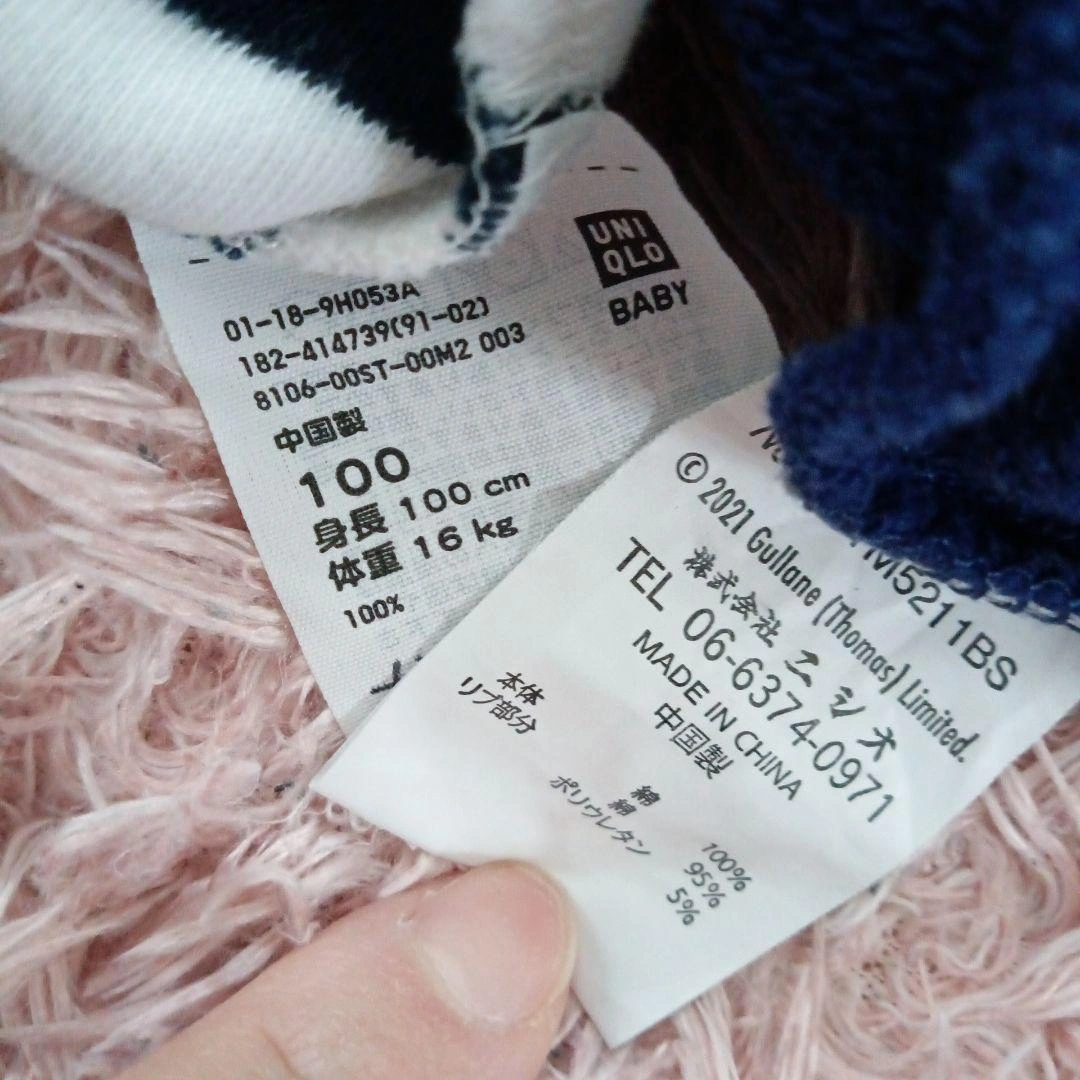 UNI
QLO
BABY
01-18-9H053A
182-414739(91-02)
8106-00ST-00M2 003
中国製
100
身長 100 cm
体重 16 kg
100%
M5211BS
© 2021 Gullane (Thomas) Limited.
株式会社 ニシオ
TEL 06-6374-0971
MADE IN CHINA
中国製
本体 綿 100%
リブ部分 綿 95%
ポリウレタン 5%